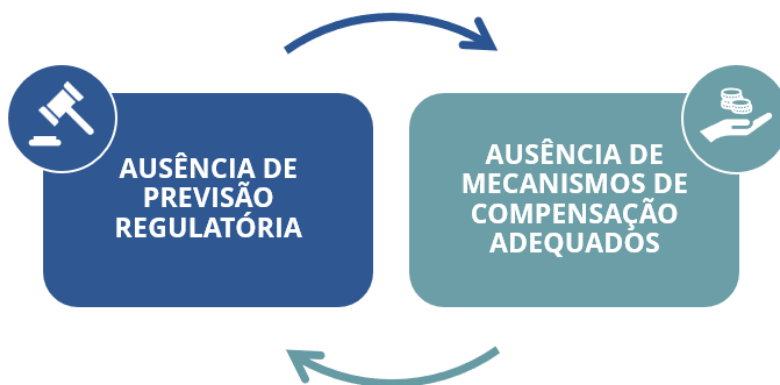 AUSÊNCIA DE
PREVISÃO
REGULATÓRIA
AUSÊNCIA DE
MECANISMOS DE
COMPENSAÇÃO
ADEQUADOS